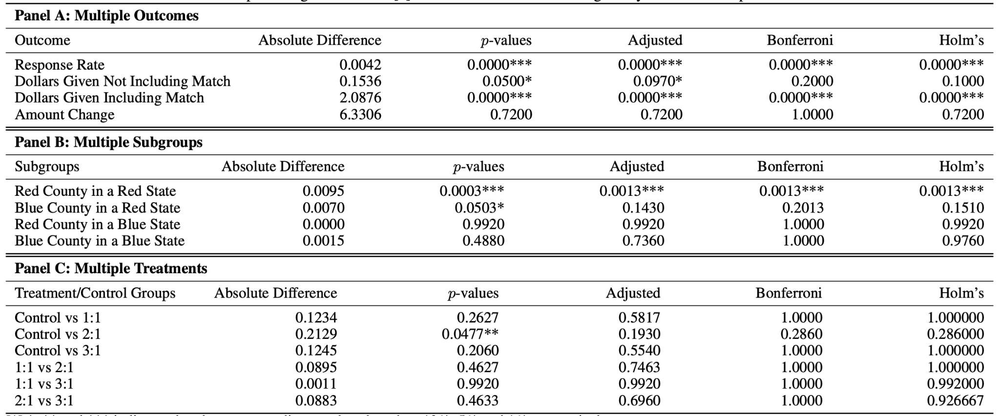 Panel A: Multiple Outcomes
Outcome Absolute Difference p-values Adjusted Bonferroni Holm's
Response Rate 0.0042 0.0000*** 0.0000*** 0.0000*** 0.0000***
Dollars Given Not Including Match 0.1536 0.0500* 0.0970* 0.2000 0.1000
Dollars Given Including Match 2.0876 0.0000*** 0.0000*** 0.0000*** 0.0000***
Amount Change 6.3306 0.7200 0.7200 1.0000 0.7200
Panel B: Multiple Subgroups
Subgroups Absolute Difference p-values Adjusted Bonferroni Holm's
Red County in a Red State 0.0095 0.0003*** 0.0013*** 0.0013*** 0.0013***
Blue County in a Red State 0.0070 0.0503* 0.1430 0.2013 0.1510
Red County in a Blue State 0.0000 0.9920 0.9920 1.0000 0.9920
Blue County in a Blue State 0.0015 0.4880 0.7360 1.0000 0.9760
Panel C: Multiple Treatments
Treatment/Control Groups Absolute Difference p-values Adjusted Bonferroni Holm's
Control vs 1:1 0.1234 0.2627 0.5817 1.0000 1.000000
Control vs 2:1 0.2129 0.0477** 0.1930 0.2860 0.286000
Control vs 3:1 0.1245 0.2060 0.5540 1.0000 1.000000
1:1 vs 2:1 0.0895 0.4627 0.7463 1.0000 1.000000
1:1 vs 3:1 0.0011 0.9920 0.9920 1.0000 0.992000
2:1 vs 3:1 0.0883 0.4633 0.6960 1.0000 0.926667